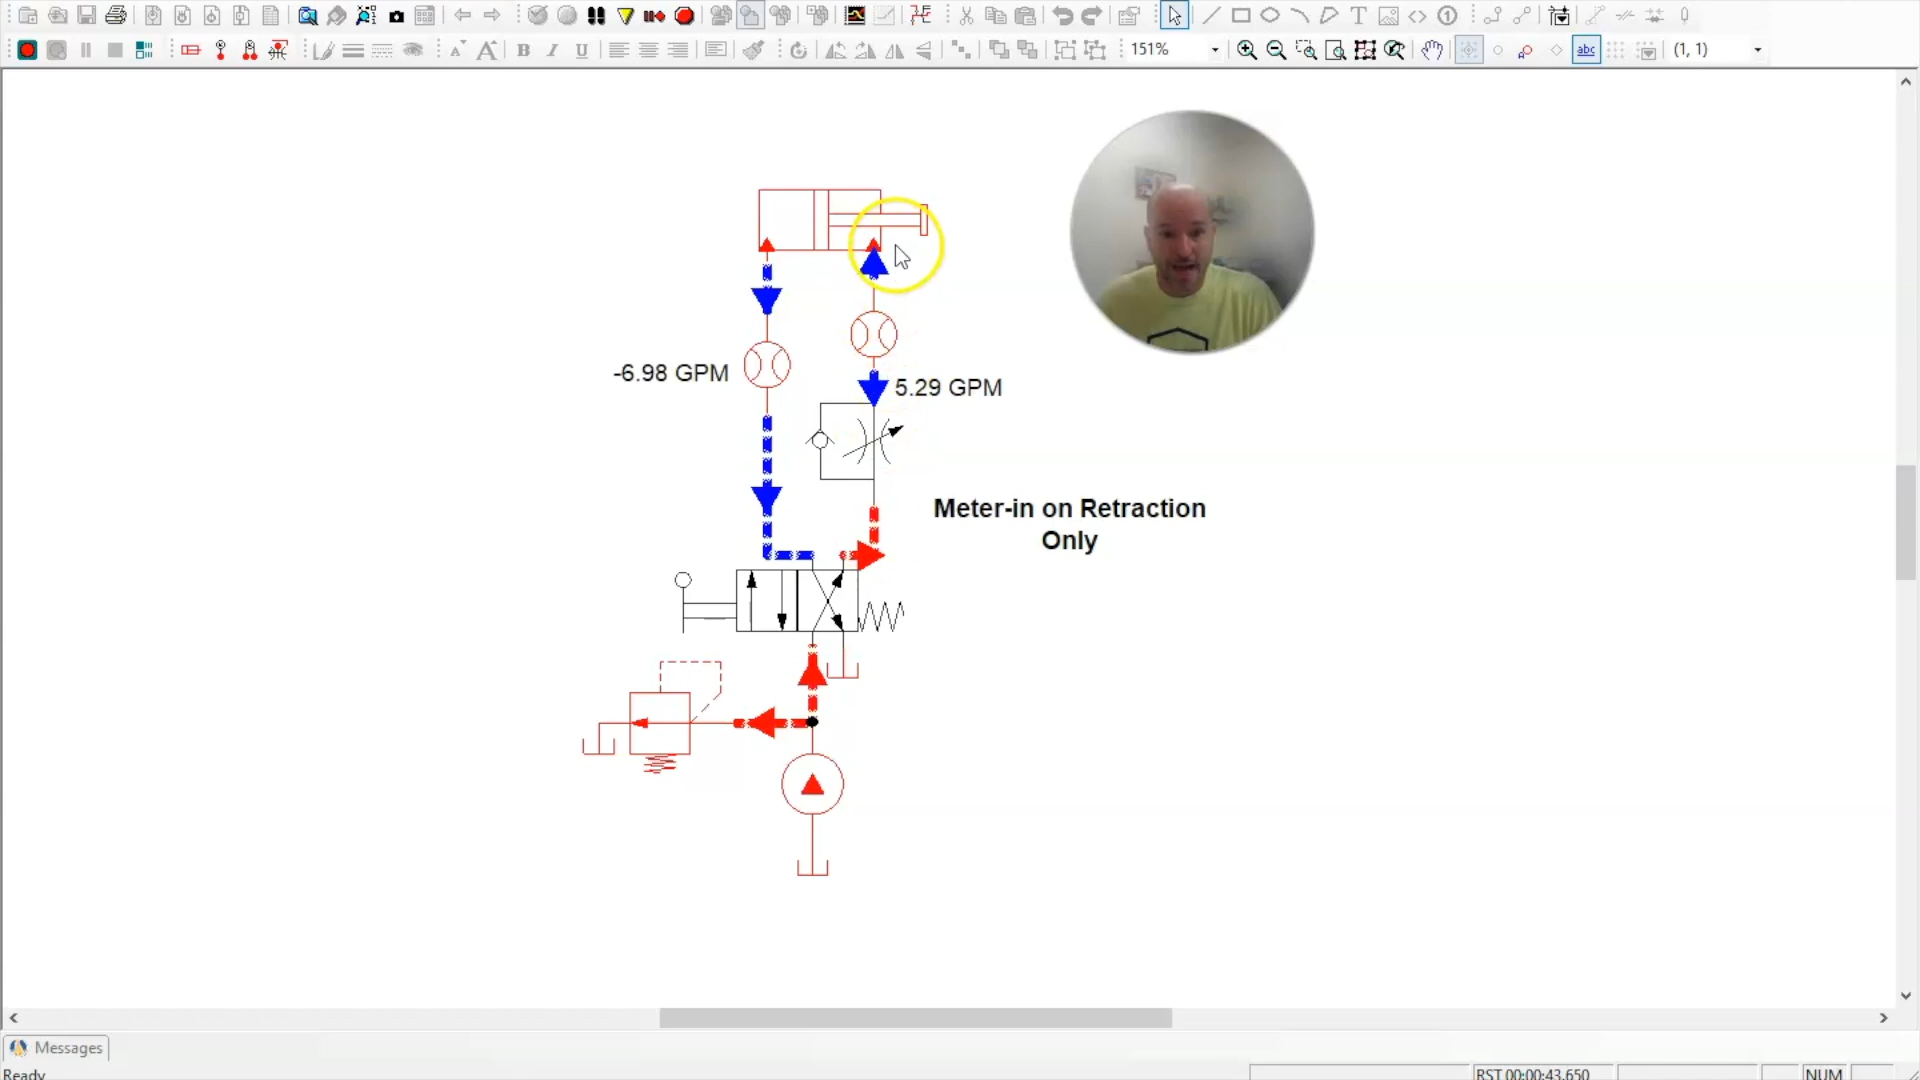 151%
abc
(1, 1)
-6.98 GPM
5.29 GPM
Meter-in on Retraction
Only
Messages
Ready
RST 00:00:43.650
NUM